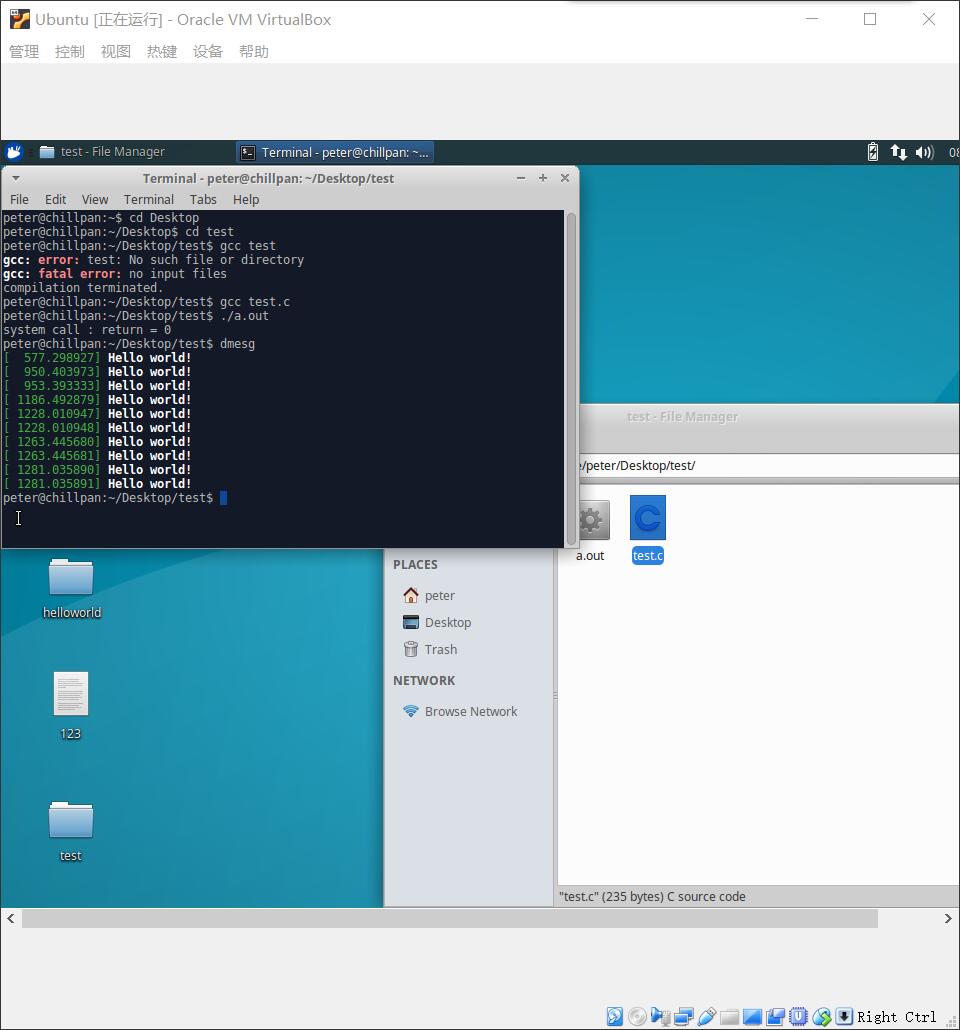 Ubuntu [正在运行] - Oracle VM VirtualBox
管理 控制 视图 热键 设备 帮助
test - File Manager
Terminal - peter@chillpan: ~...
Terminal - peter@chillpan: ~/Desktop/test
File Edit View Terminal Tabs Help
peter@chillpan:~$ cd Desktop
peter@chillpan:~/Desktop$ cd test
peter@chillpan:~/Desktop/test$ gcc test
gcc: error: test: No such file or directory
gcc: fatal error: no input files
compilation terminated.
peter@chillpan:~/Desktop/test$ gcc test.c
peter@chillpan:~/Desktop/test$ ./a.out
system call : return = 0
peter@chillpan:~/Desktop/test$ dmesg
[  577.298927] Hello world!
[  950.403973] Hello world!
[  953.393333] Hello world!
[ 1186.492879] Hello world!
[ 1228.010947] Hello world!
[ 1228.010948] Hello world!
[ 1263.445680] Hello world!
[ 1263.445681] Hello world!
[ 1281.035890] Hello world!
[ 1281.035891] Hello world!
peter@chillpan:~/Desktop/test$
test - File Manager
/peter/Desktop/test/
a.out
test.c
PLACES
peter
Desktop
Trash
NETWORK
Browse Network
helloworld
123
test
"test.c" (235 bytes) C source code
Right Ctrl